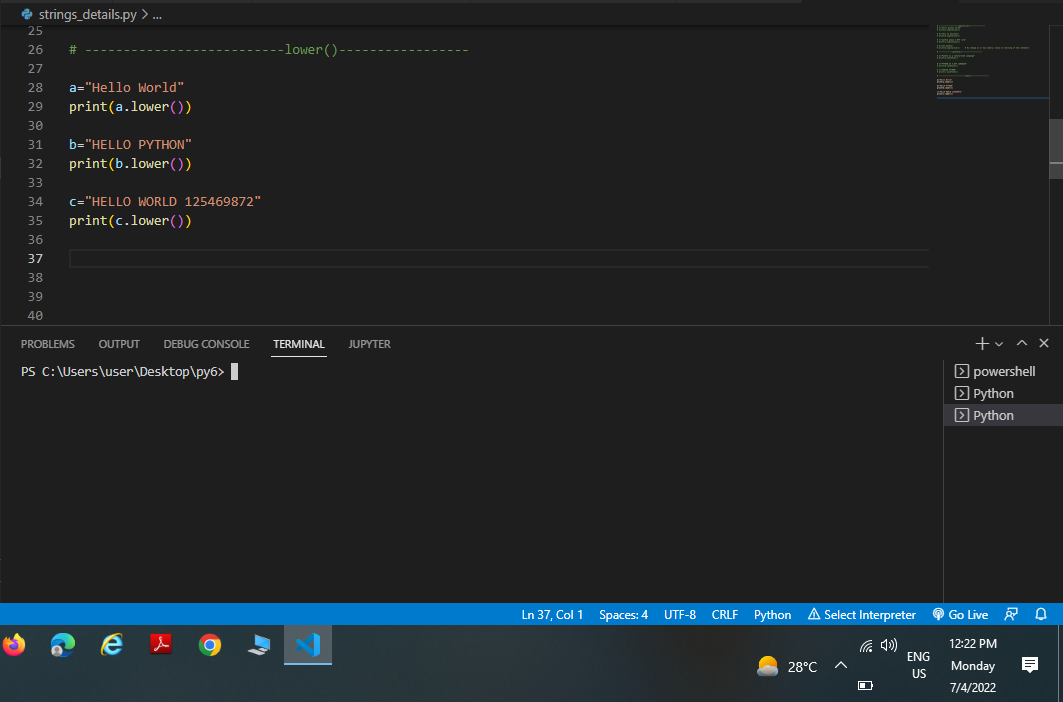 strings_details.py > ...
25
26 # --------------------------lower()-----------------
27
28 a="Hello World"
29 print(a.lower())
30
31 b="HELLO PYTHON"
32 print(b.lower())
33
34 c="HELLO WORLD 125469872"
35 print(c.lower())
36
37
38
39
40
PROBLEMS OUTPUT DEBUG CONSOLE TERMINAL JUPYTER
PS C:\Users\user\Desktop\py6>
powershell
Python
Python
Ln 37, Col 1 Spaces: 4 UTF-8 CRLF Python Select Interpreter Go Live
28°C
ENG
US
12:22 PM
Monday
7/4/2022